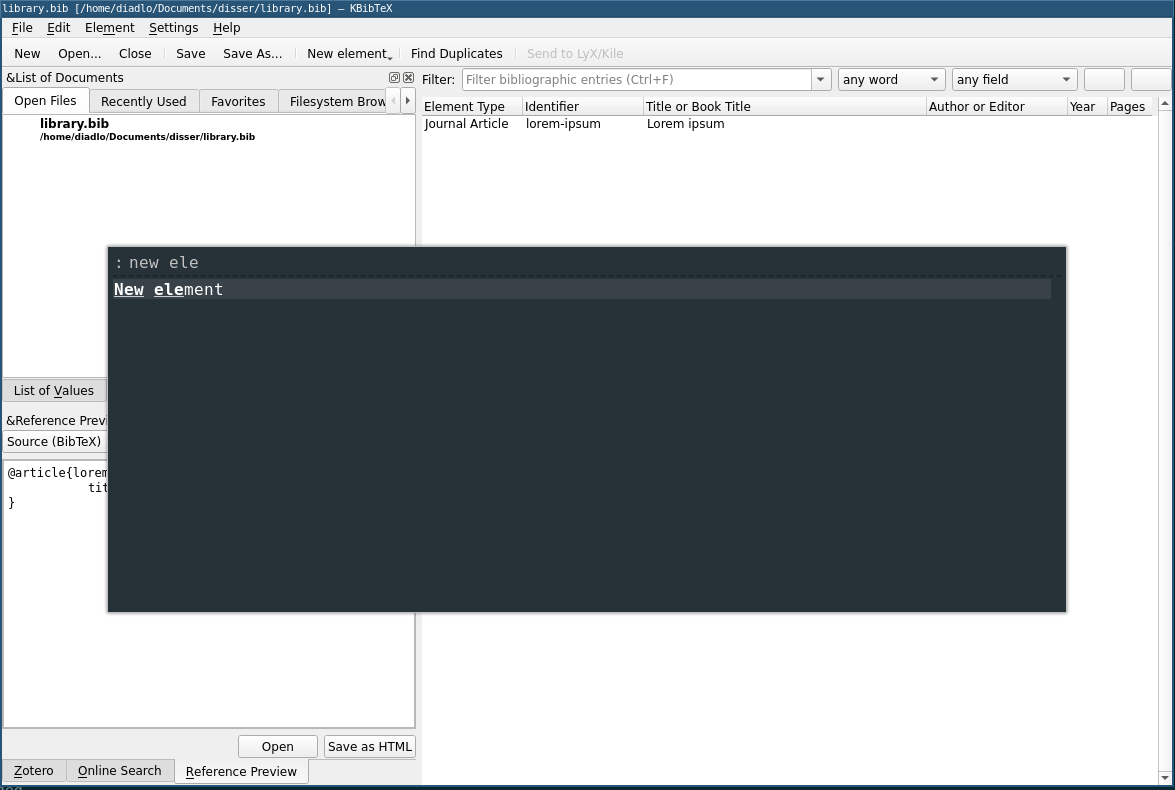 library.bib [/home/diadlo/Documents/disser/library.bib] — KBibTeX
File Edit Element Settings Help
New Open... Close Save Save As... New element Find Duplicates Send to LyX/Kile
&List of Documents
Filter: Filter bibliographic entries (Ctrl+F) any word any field
Open Files Recently Used Favorites Filesystem Brow
Element Type Identifier Title or Book Title Author or Editor Year Pages
library.bib
/home/diadlo/Documents/disser/library.bib
Journal Article lorem-ipsum Lorem ipsum
: new ele
New element
List of Values
&Reference Previ
Source (BibTeX)
@article{lorem
tit
}
Open Save as HTML
Zotero Online Search Reference Preview